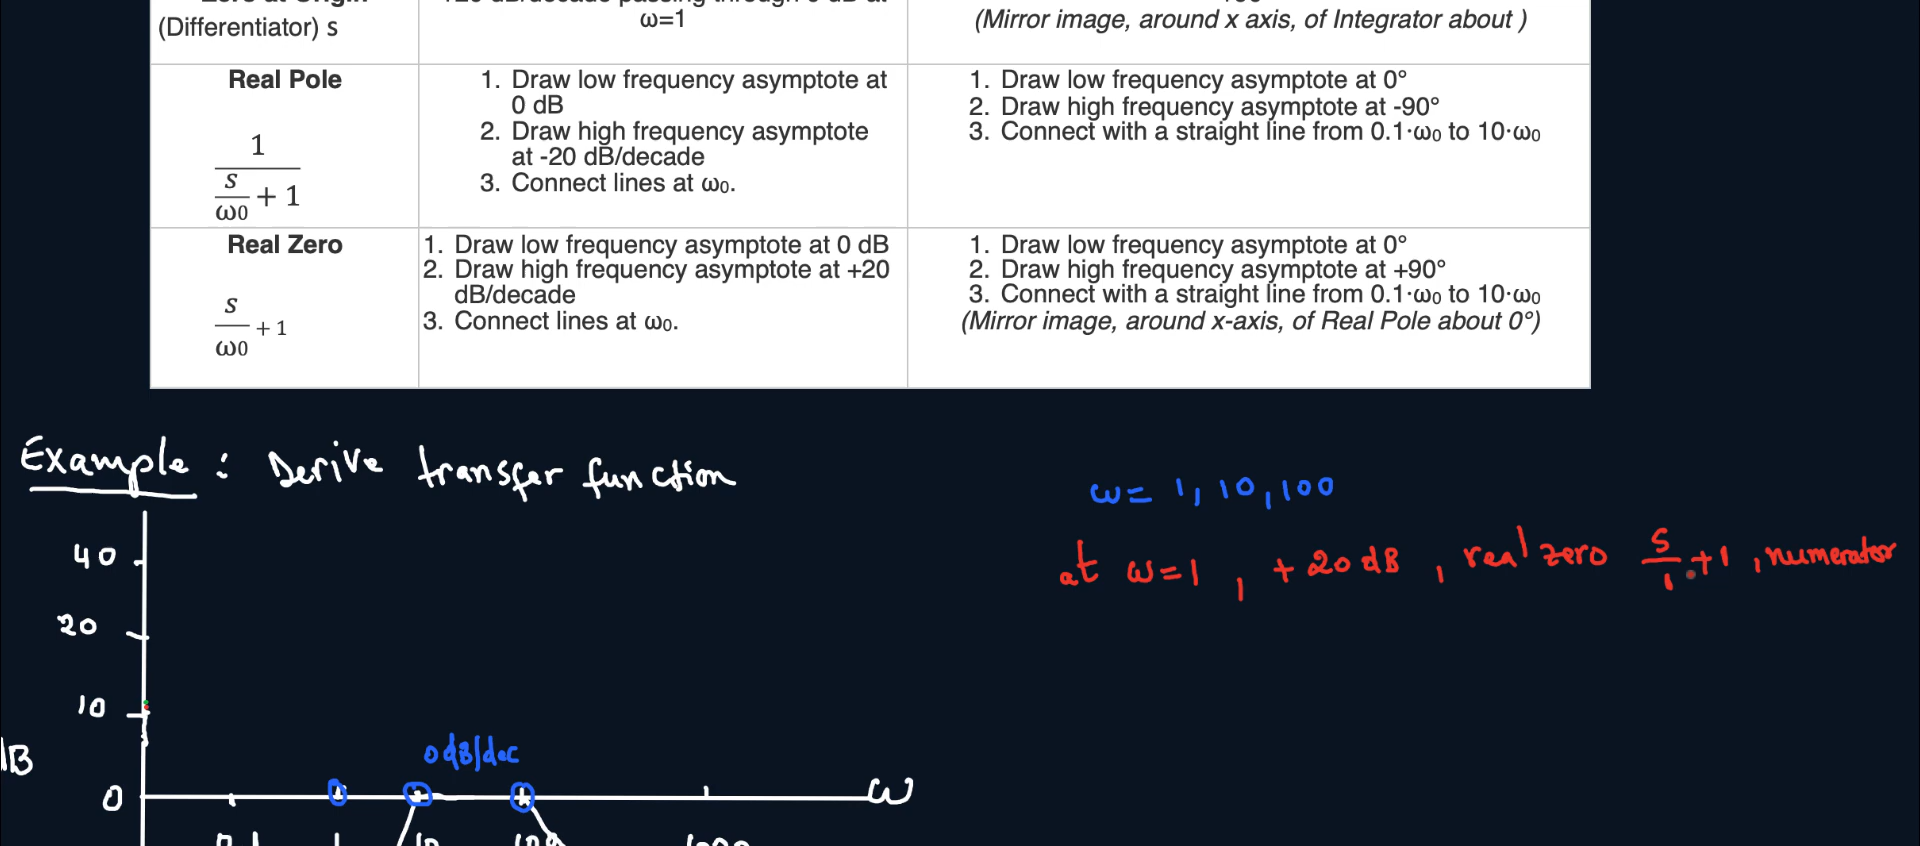 (Differentiator) s
ω=1
(Mirror image, around x axis, of Integrator about )
Real Pole
1
s
ω0
+ 1
1. Draw low frequency asymptote at
0 dB
2. Draw high frequency asymptote
at -20 dB/decade
3. Connect lines at ω0.
1. Draw low frequency asymptote at 0°
2. Draw high frequency asymptote at -90°
3. Connect with a straight line from 0.1·ω0 to 10·ω0
Real Zero
s
ω0
+ 1
1. Draw low frequency asymptote at 0 dB
2. Draw high frequency asymptote at +20
dB/decade
3. Connect lines at ω0.
1. Draw low frequency asymptote at 0°
2. Draw high frequency asymptote at +90°
3. Connect with a straight line from 0.1·ω0 to 10·ω0
(Mirror image, around x-axis, of Real Pole about 0°)
Example : Derive transfer function
ω= 1, 10, 100
at ω=1 , +20 dB , real zero s/1 +1 , numerator
40
20
10
dB
0
0 dB/dec
ω